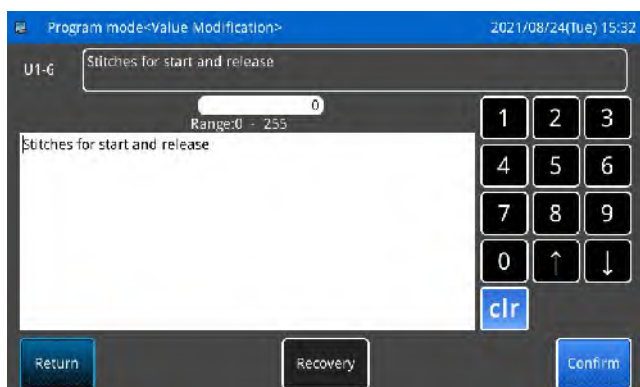 Program mode<Value Modification> 2021/08/24(Tue) 15:32
U1-6 Stitches for start and release
0
Range:0 - 255
Stitches for start and release
1 2 3
4 5 6
7 8 9
0 ↑ ↓
clr
Return Recovery Confirm